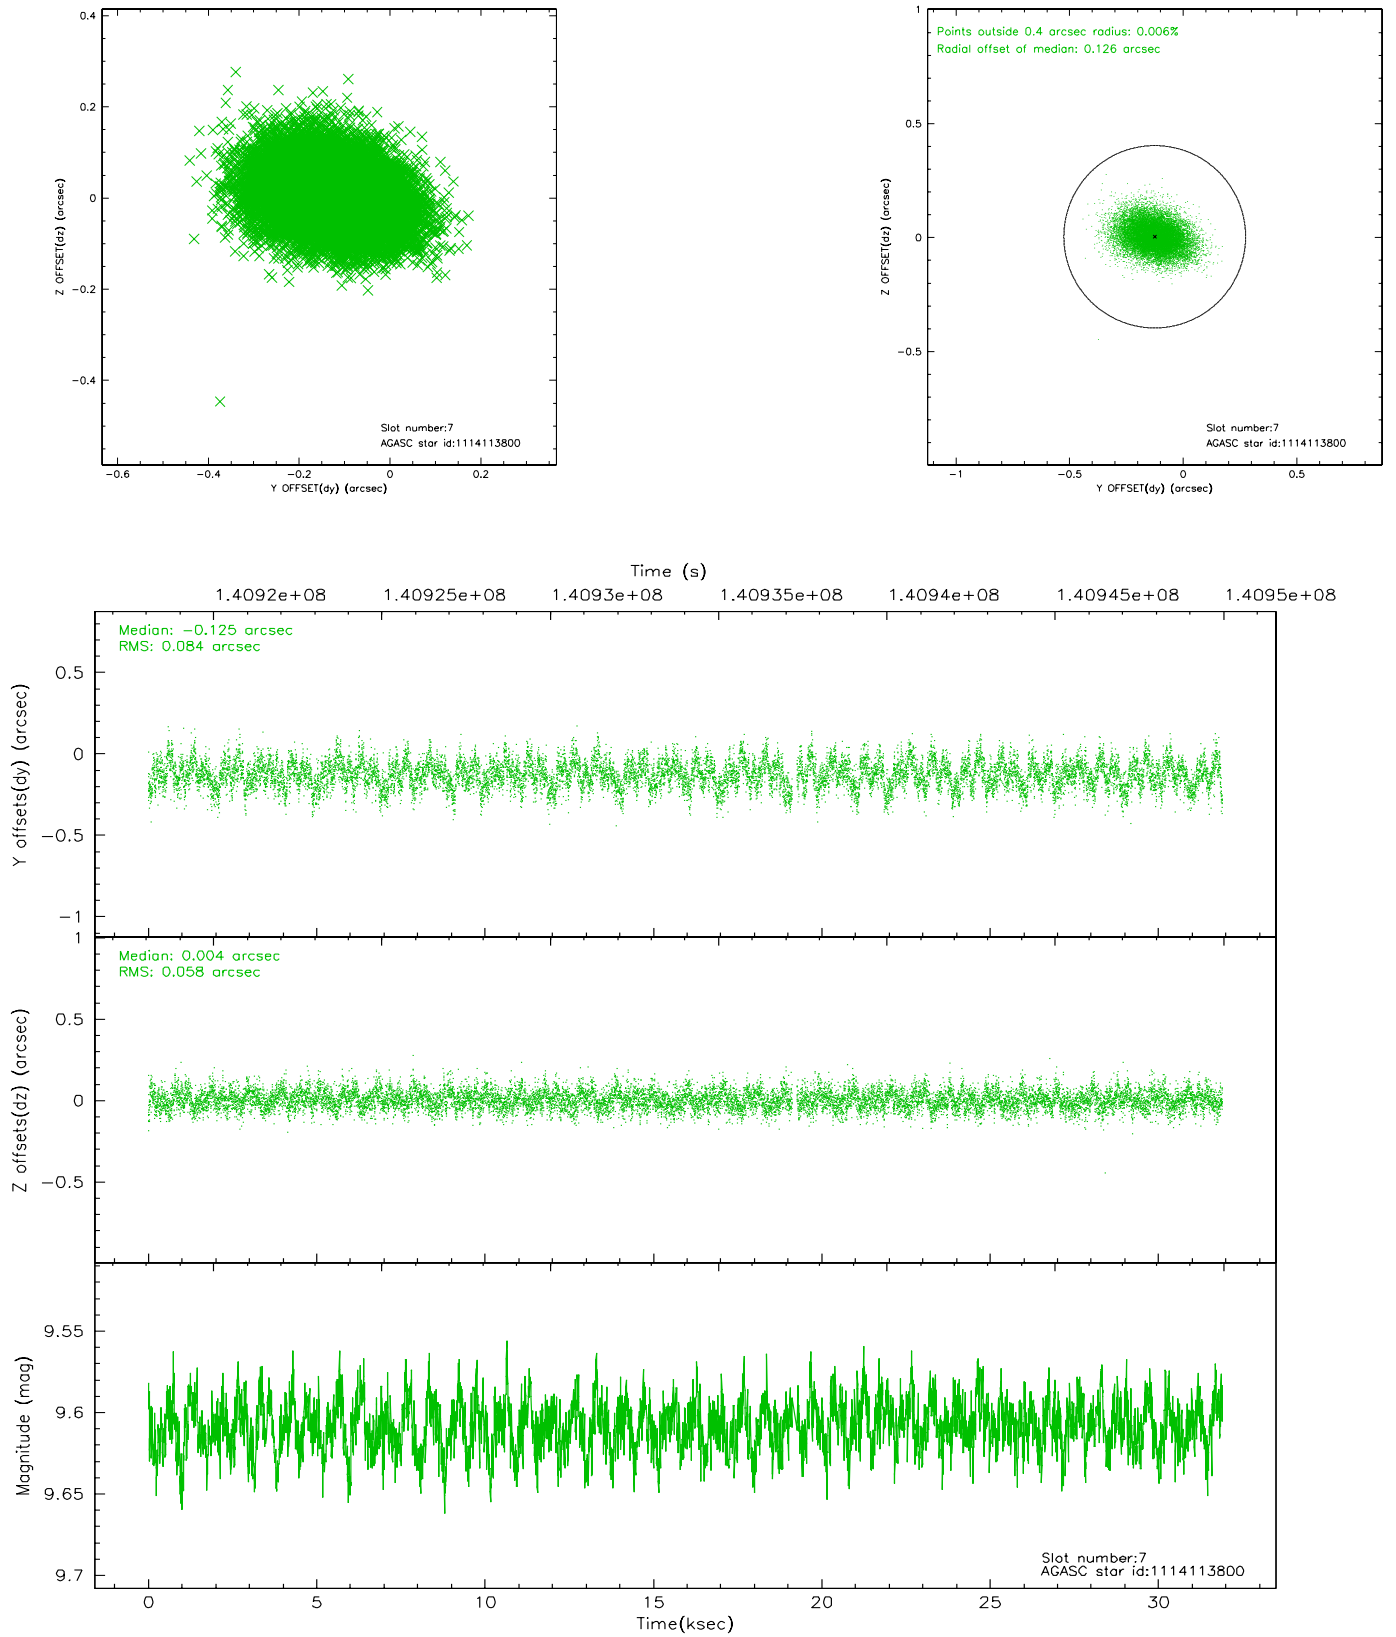 0.4
0.2
0
−0.2
−0.4
Z OFFSET(dz) (arcsec)
Slot number:7
AGASC star id:1114113800
−0.6
−0.4
−0.2
0
0.2
Y OFFSET(dy) (arcsec)
Points outside 0.4 arcsec radius: 0.006%
Radial offset of median: 0.126 arcsec
1
0.5
0
−0.5
Z OFFSET(dz) (arcsec)
Slot number:7
AGASC star id:1114113800
−1
−0.5
0
0.5
Y OFFSET(dy) (arcsec)
Time (s)
1.4092e+08
1.40925e+08
1.4093e+08
1.40935e+08
1.4094e+08
1.40945e+08
1.4095e+08
Median: −0.125 arcsec
RMS: 0.084 arcsec
0.5
0
−0.5
−1
Y offsets(dy) (arcsec)
Median: 0.004 arcsec
RMS: 0.058 arcsec
1
0.5
0
−0.5
Z offsets(dz) (arcsec)
9.55
9.6
9.65
9.7
Magnitude (mag)
Slot number:7
AGASC star id:1114113800
0
5
10
15
20
25
30
Time(ksec)